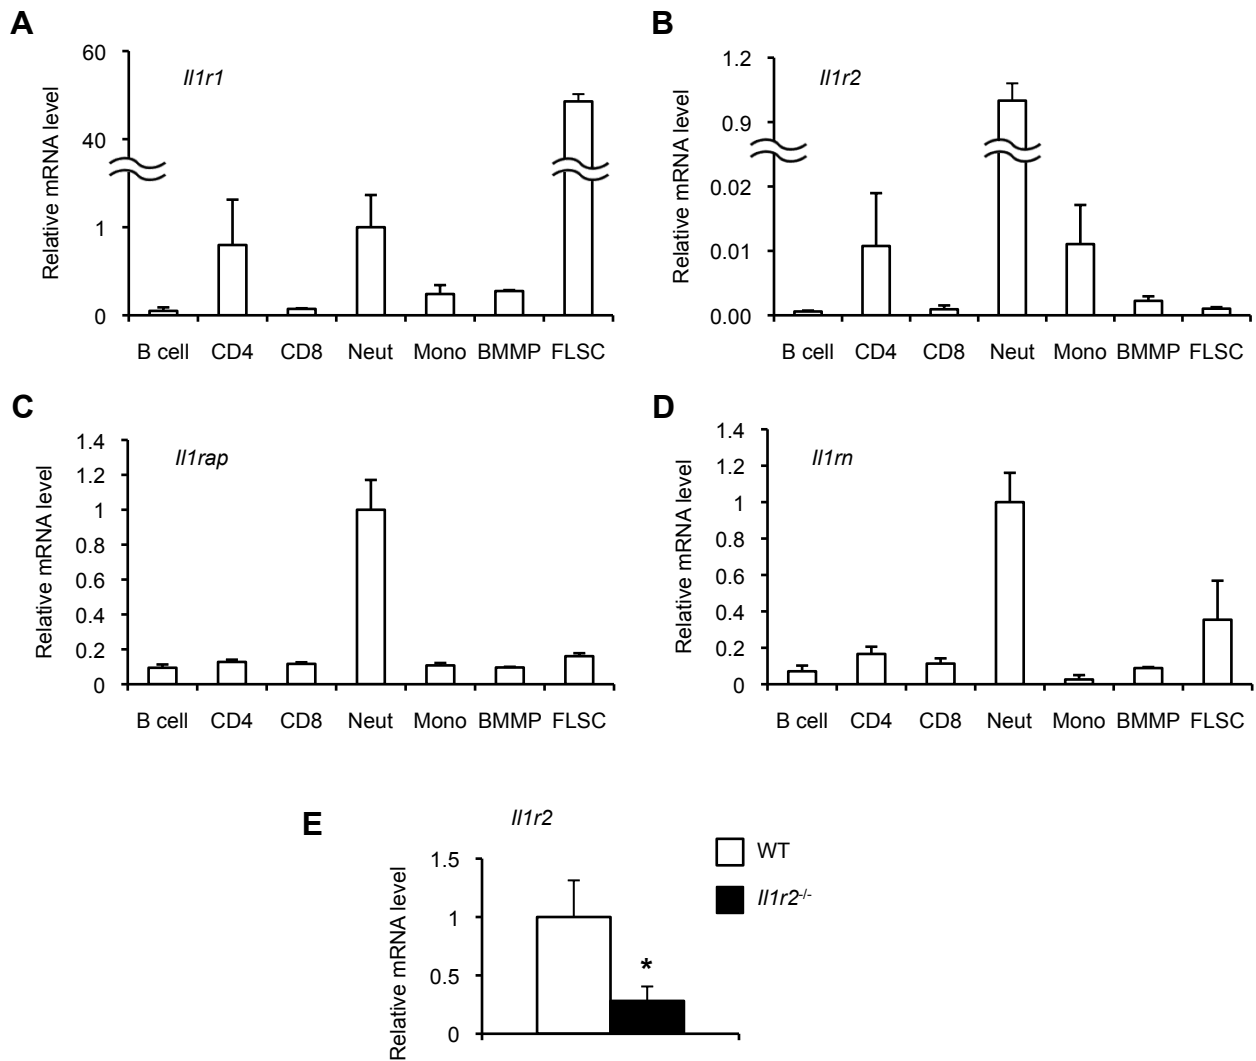 A
Il1r1
Relative mRNA level
60
40
1
0
B cell CD4 CD8 Neut Mono BMMP FLSC
B
Il1r2
Relative mRNA level
1.2
0.9
0.02
0.01
0.00
B cell CD4 CD8 Neut Mono BMMP FLSC
C
Il1rap
Relative mRNA level
1.4
1.2
1
0.8
0.6
0.4
0.2
0
B cell CD4 CD8 Neut Mono BMMP FLSC
D
Il1rn
Relative mRNA level
1.4
1.2
1
0.8
0.6
0.4
0.2
0
B cell CD4 CD8 Neut Mono BMMP FLSC
E
Il1r2
Relative mRNA level
1.5
1
0.5
0
*
WT
Il1r2-/-